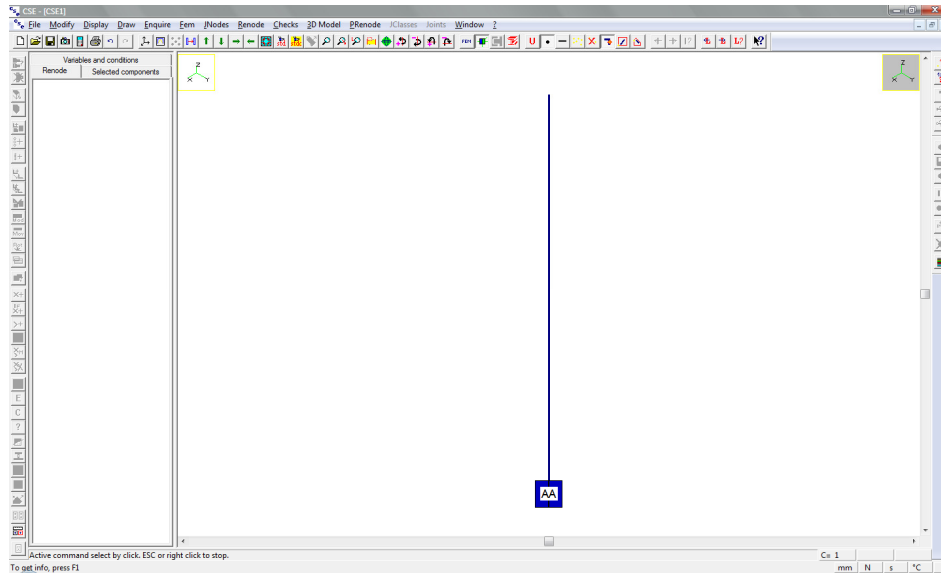 CSE - [CSE1]
File Modify Display Draw Enquire Fem JNodes Renode Checks 3D Model PRenode JClasses Joints Window ?
FEM U L?
Variables and conditions
Renode Selected components
Z
X Y
Z
X Y
E
C
?
AA
Active command select by click. ESC or right click to stop.
C= 1
To get info, press F1
mm N s °C